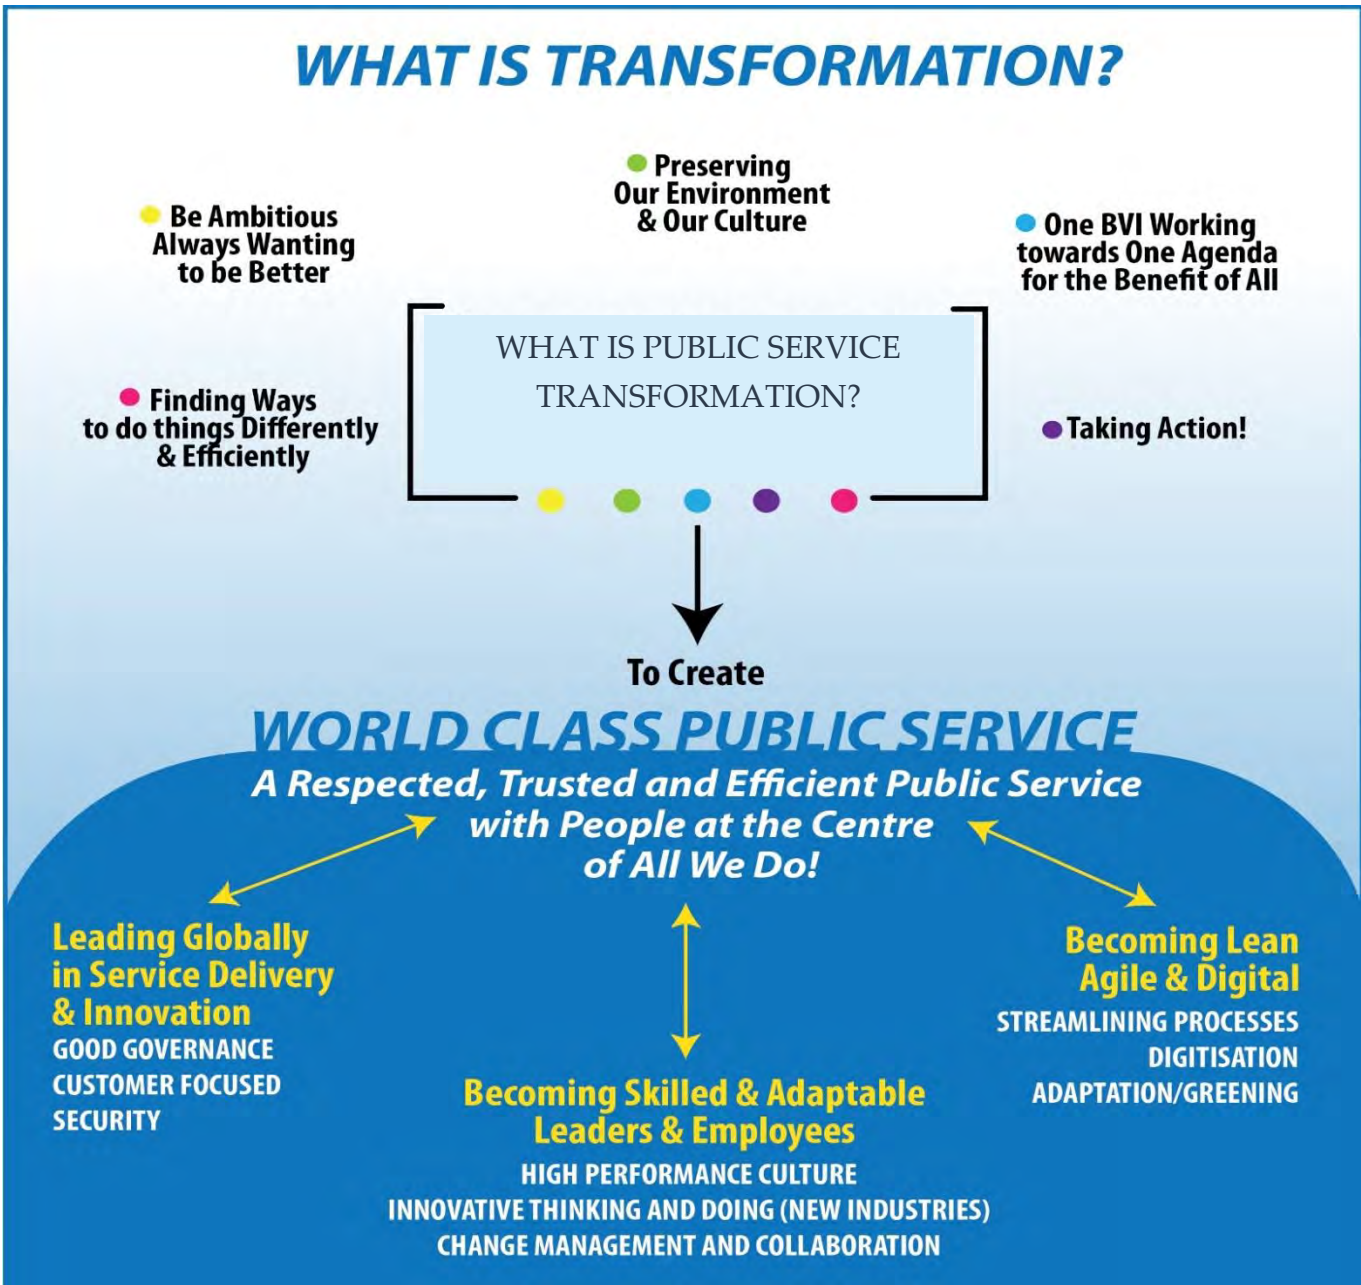 WHAT IS TRANSFORMATION?
Preserving
Our Environment
& Our Culture
Be Ambitious
Always Wanting
to be Better
One BVI Working
towards One Agenda
for the Benefit of All
WHAT IS PUBLIC SERVICE
TRANSFORMATION?
Finding Ways
to do things Differently
& Efficiently
Taking Action!
To Create
WORLD CLASS PUBLIC SERVICE
A Respected, Trusted and Efficient Public Service
with People at the Centre
of All We Do!
Leading Globally
in Service Delivery
& Innovation
GOOD GOVERNANCE
CUSTOMER FOCUSED
SECURITY
Becoming Skilled & Adaptable
Leaders & Employees
HIGH PERFORMANCE CULTURE
INNOVATIVE THINKING AND DOING (NEW INDUSTRIES)
CHANGE MANAGEMENT AND COLLABORATION
Becoming Lean
Agile & Digital
STREAMLINING PROCESSES
DIGITISATION
ADAPTATION/GREENING